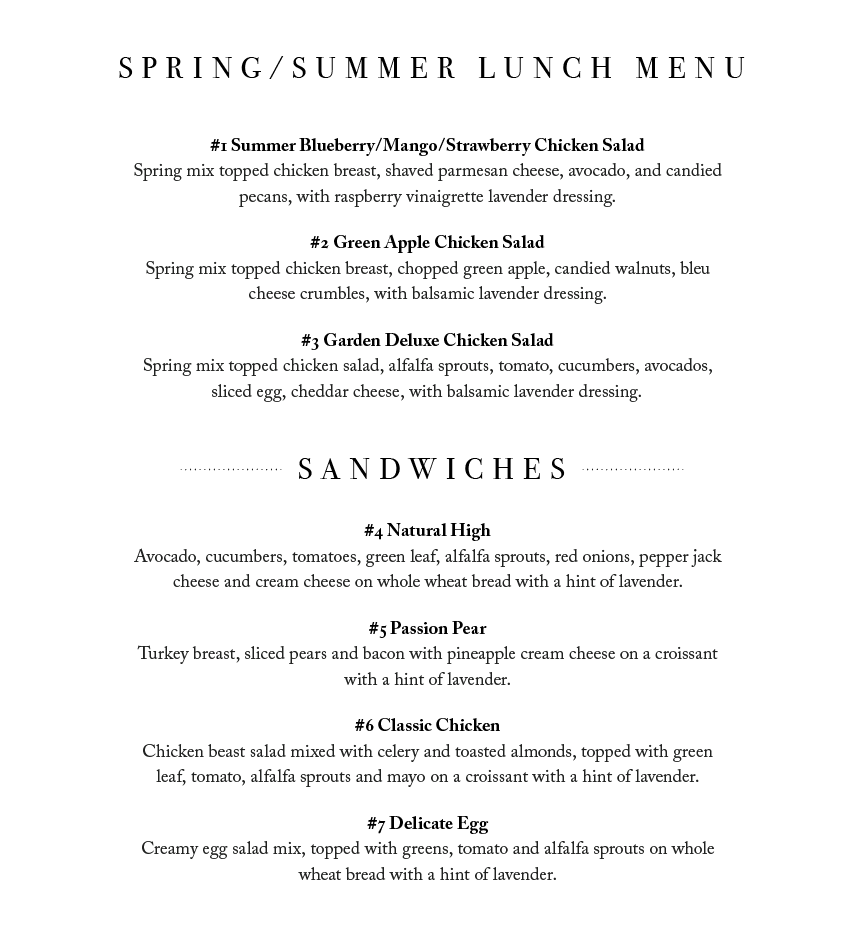 SPRING/SUMMER LUNCH MENU
#1 Summer Blueberry/Mango/Strawberry Chicken Salad
Spring mix topped chicken breast, shaved parmesan cheese, avocado, and candied
pecans, with raspberry vinaigrette lavender dressing.
#2 Green Apple Chicken Salad
Spring mix topped chicken breast, chopped green apple, candied walnuts, bleu
cheese crumbles, with balsamic lavender dressing.
#3 Garden Deluxe Chicken Salad
Spring mix topped chicken salad, alfalfa sprouts, tomato, cucumbers, avocados,
sliced egg, cheddar cheese, with balsamic lavender dressing.
SANDWICHES
#4 Natural High
Avocado, cucumbers, tomatoes, green leaf, alfalfa sprouts, red onions, pepper jack
cheese and cream cheese on whole wheat bread with a hint of lavender.
#5 Passion Pear
Turkey breast, sliced pears and bacon with pineapple cream cheese on a croissant
with a hint of lavender.
#6 Classic Chicken
Chicken beast salad mixed with celery and toasted almonds, topped with green
leaf, tomato, alfalfa sprouts and mayo on a croissant with a hint of lavender.
#7 Delicate Egg
Creamy egg salad mix, topped with greens, tomato and alfalfa sprouts on whole
wheat bread with a hint of lavender.